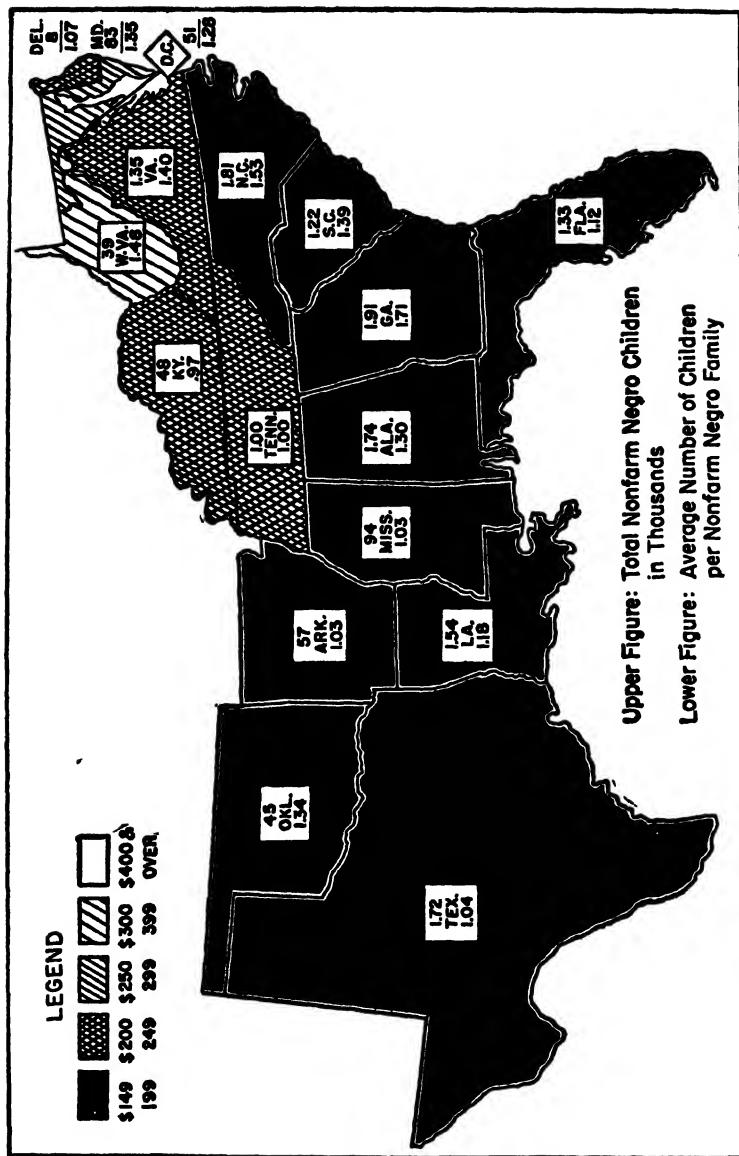 LEGEND
$149 $200 $250 $300 $400 &
199 249 299 399 OVER
DEL.
8
1.07
MD.
83
1.35
D.C.
51
1.28
39
W.VA.
1.48
1.35
VA.
1.40
48
KY.
.97
1.81
N.C.
1.53
1.00
TENN.
1.00
1.22
S.C.
1.39
45
OKL.
1.34
57
ARK.
1.03
94
MISS.
1.03
1.74
ALA.
1.30
1.91
GA.
1.71
1.72
TEX.
1.04
1.54
LA.
1.18
1.33
FLA.
1.12
Upper Figure: Total Nonfarm Negro Children
in Thousands
Lower Figure: Average Number of Children
per Nonfarm Negro Family